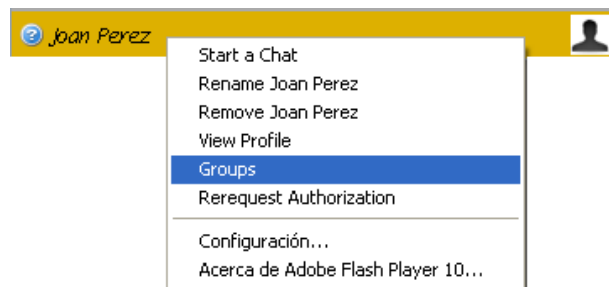 Joan Perez
Start a Chat
Rename Joan Perez
Remove Joan Perez
View Profile
Groups
Rerequest Authorization
Configuración...
Acerca de Adobe Flash Player 10...